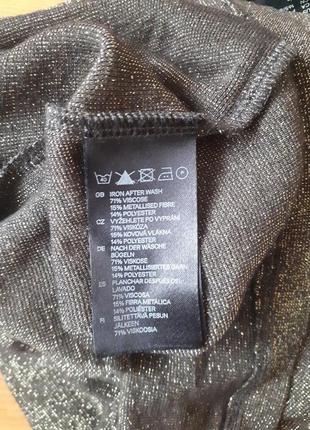 40
GB IRON AFTER WASH
71% VISCOSE
15% METALLISED FIBRE
14% POLYESTER
CZ VYŽEHLETE PO VYPRÁNÍ
71% VISKÓZA
15% KOVOVÁ VLÁKNA
14% POLYESTER
DE NACH DER WÄSCHE
BÜGELN
71% VISKOSE
15% METALLISIERTES GARN
14% POLYESTER
ES PLANCHAR DESPUÉS DEL
LAVADO
71% VISCOSA
15% FIBRA METÁLICA
14% POLIÉSTER
FI SILITETTÄVÄ PESUN
JÄLKEEN
71% VISKOOSIA